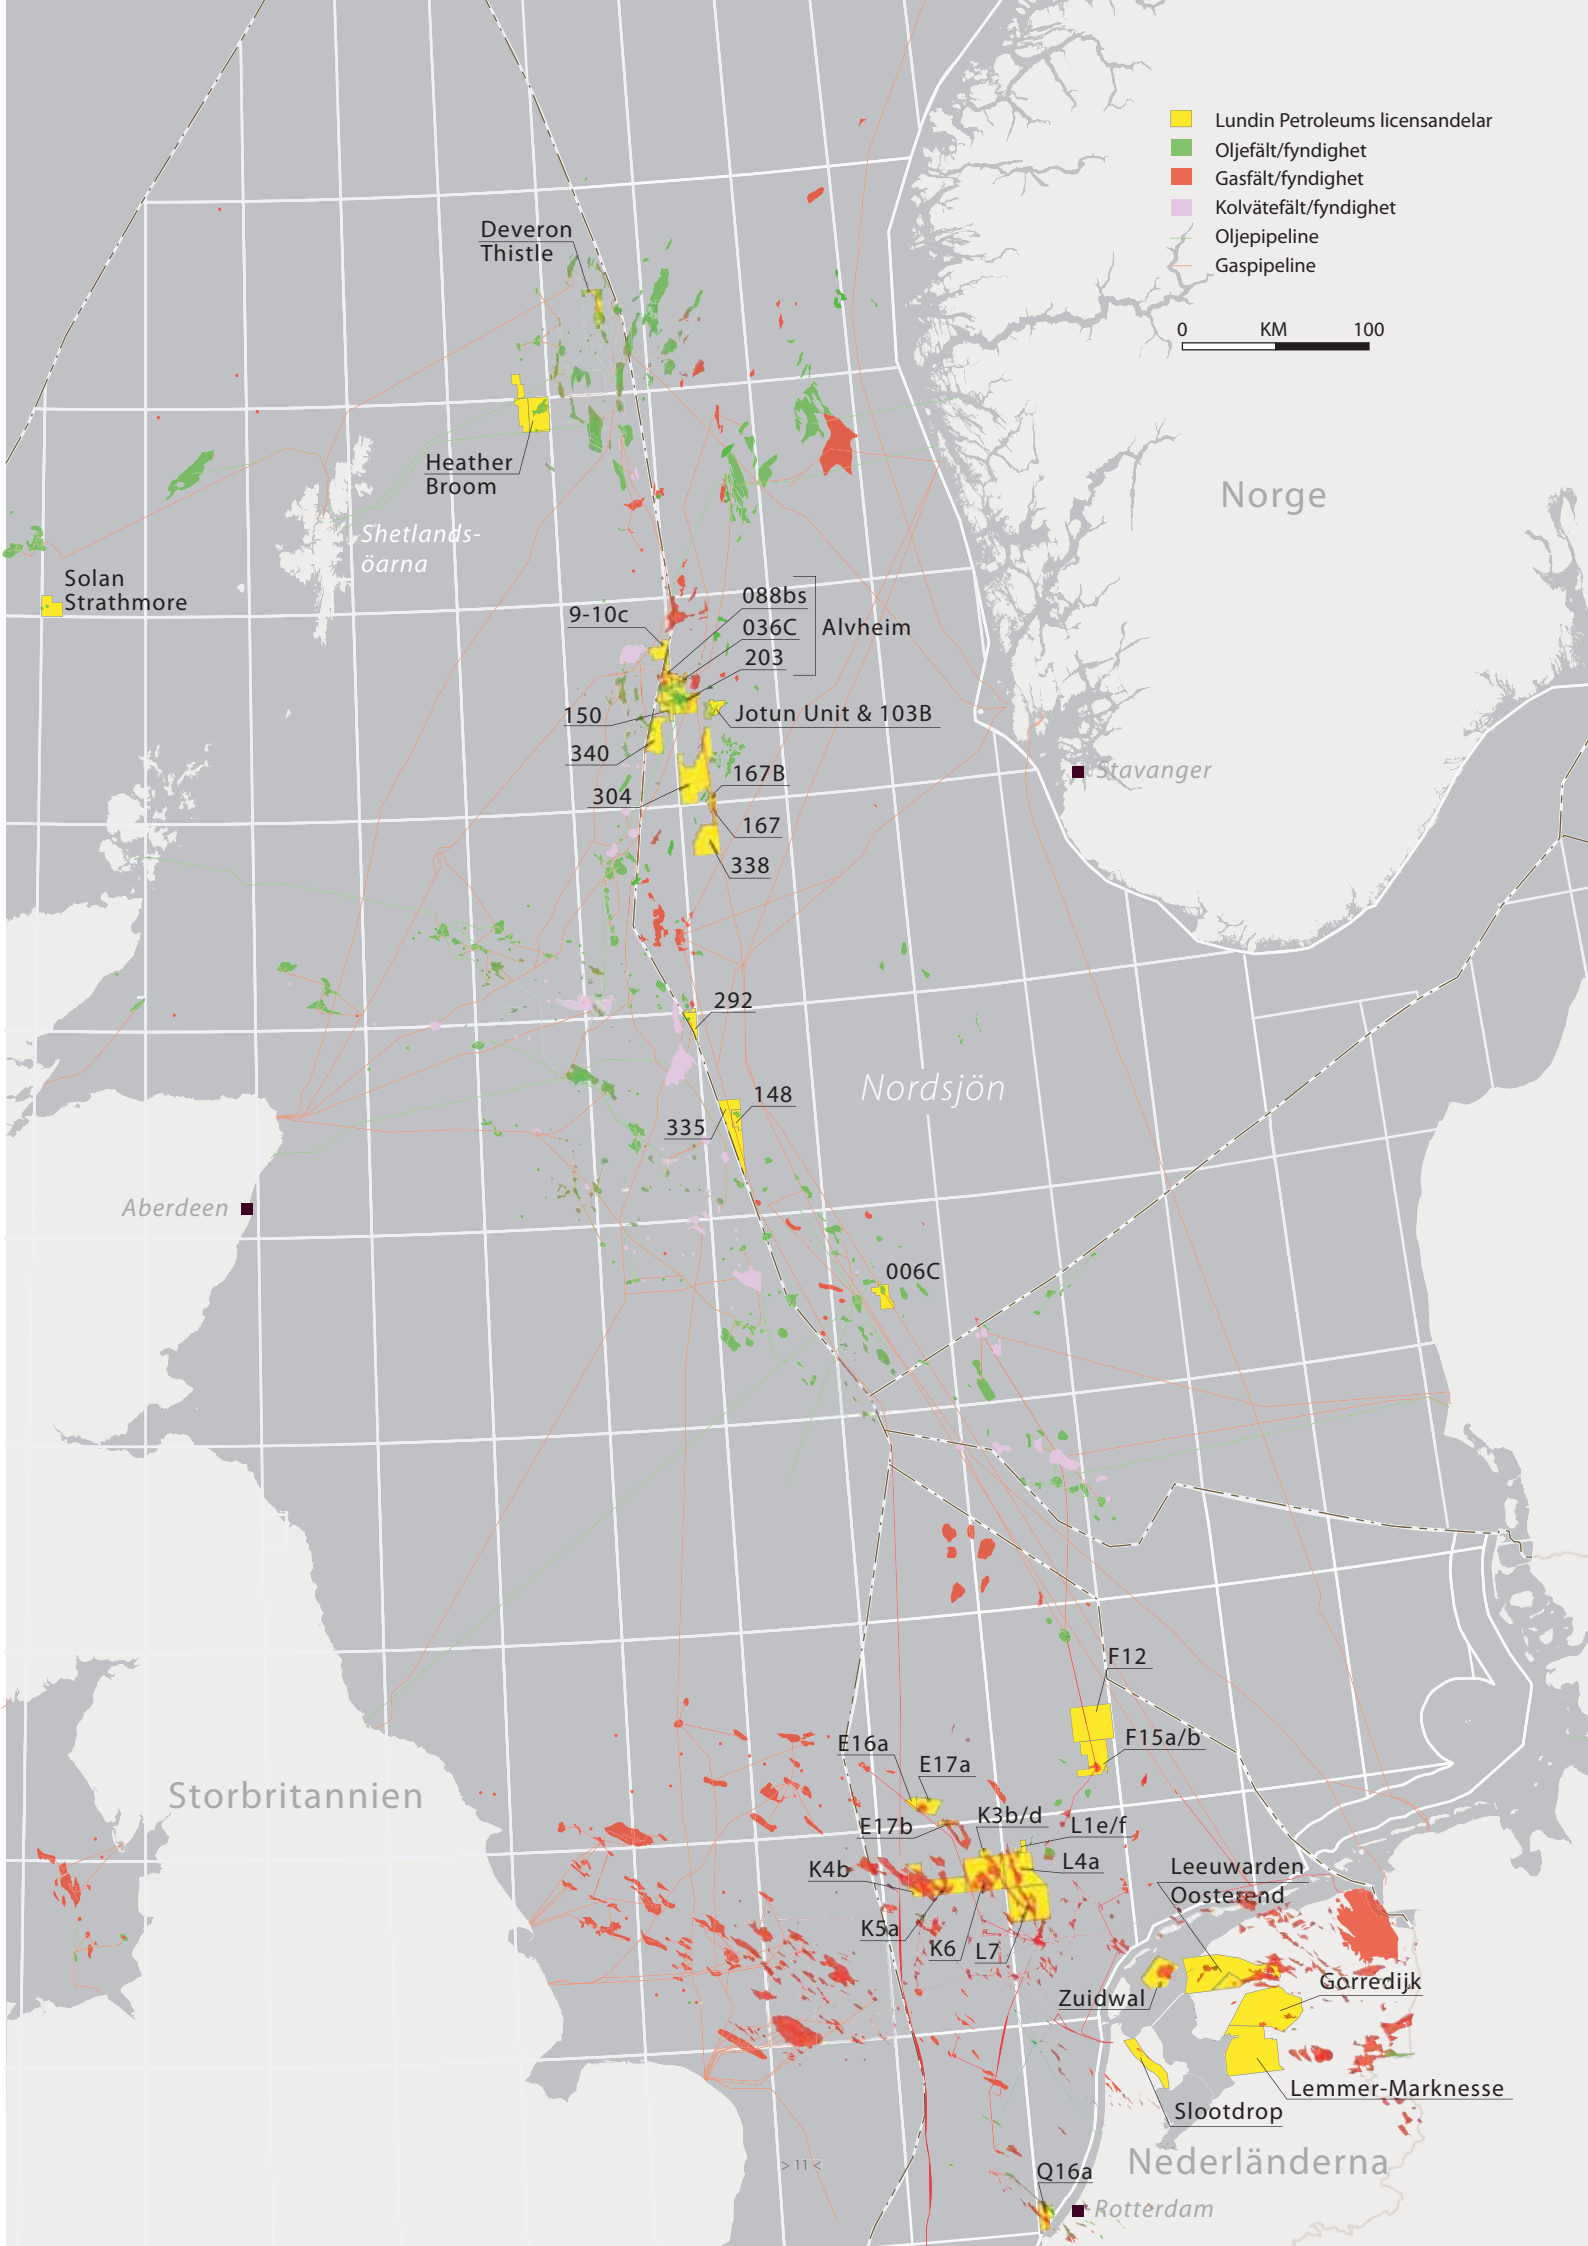 Lundin Petroleums licensandelar
Oljefält/fyndighet
Gasfält/fyndighet
Kolvätefält/fyndighet
Oljepipeline
Gaspipeline
0 KM 100
Deveron
Thistle
Heather
Broom
Norge
Shetlands-
öarna
Solan
Strathmore
088bs
9-10c
036C
Alvheim
203
150
Jotun Unit & 103B
340
Stavanger
167B
304
167
338
292
Nordsjön
148
335
Aberdeen
006C
F12
F15a/b
E16a
E17a
Storbritannien
K3b/d
E17b
L1e/f
K4b
L4a
Leeuwarden
Oosterend
K5a
K6
L7
Gorredijk
Zuidwal
Lemmer-Marknesse
Slootdrop
Nederländerna
> 11 <
Q16a
Rotterdam